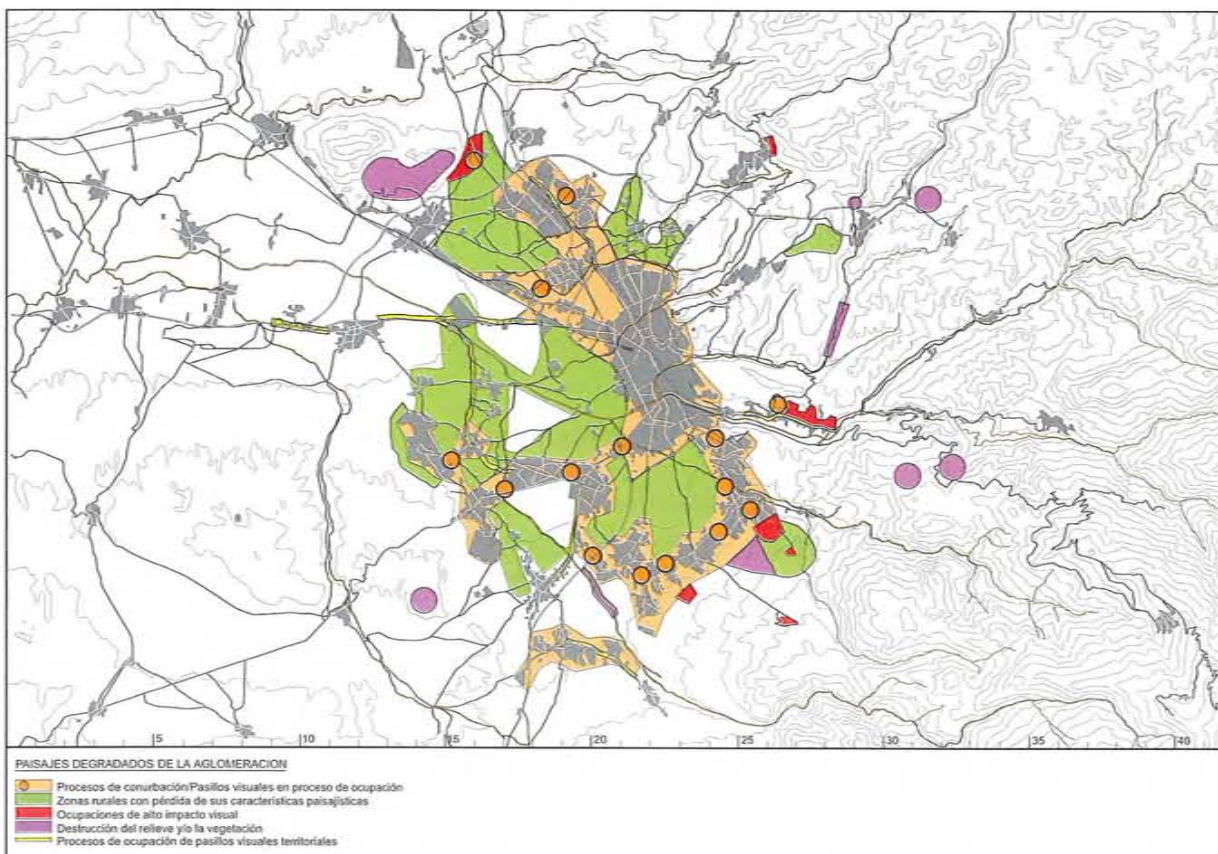 5 10 15 20 25 30 35 40
PAISAJES DEGRADADOS DE LA AGLOMERACION
Procesos de conurbación/Pasillos visuales en proceso de ocupación
Zonas rurales con pérdida de sus características paisajísticas
Ocupaciones de alto impacto visual
Destrucción del relieve y/o la vegetación
Procesos de ocupación de pasillos visuales territoriales